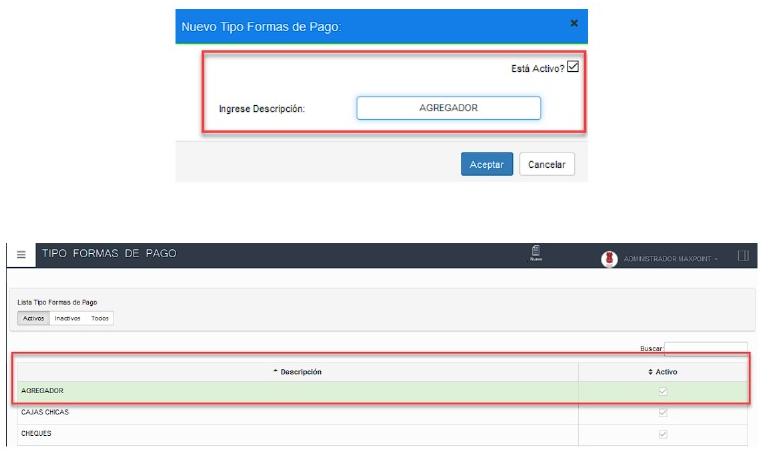 Nuevo Tipo Formas de Pago:
Está Activo?
Ingrese Descripción:
AGREGADOR
Aceptar
Cancelar
TIPO FORMAS DE PAGO
Nuevo
ADMINISTRADOR MAXPOINT
Lista Tipo Formas de Pago
Activos Inactivos Todos
Buscar:
Descripción
Activo
AGREGADOR
CAJAS CHICAS
CHEQUES